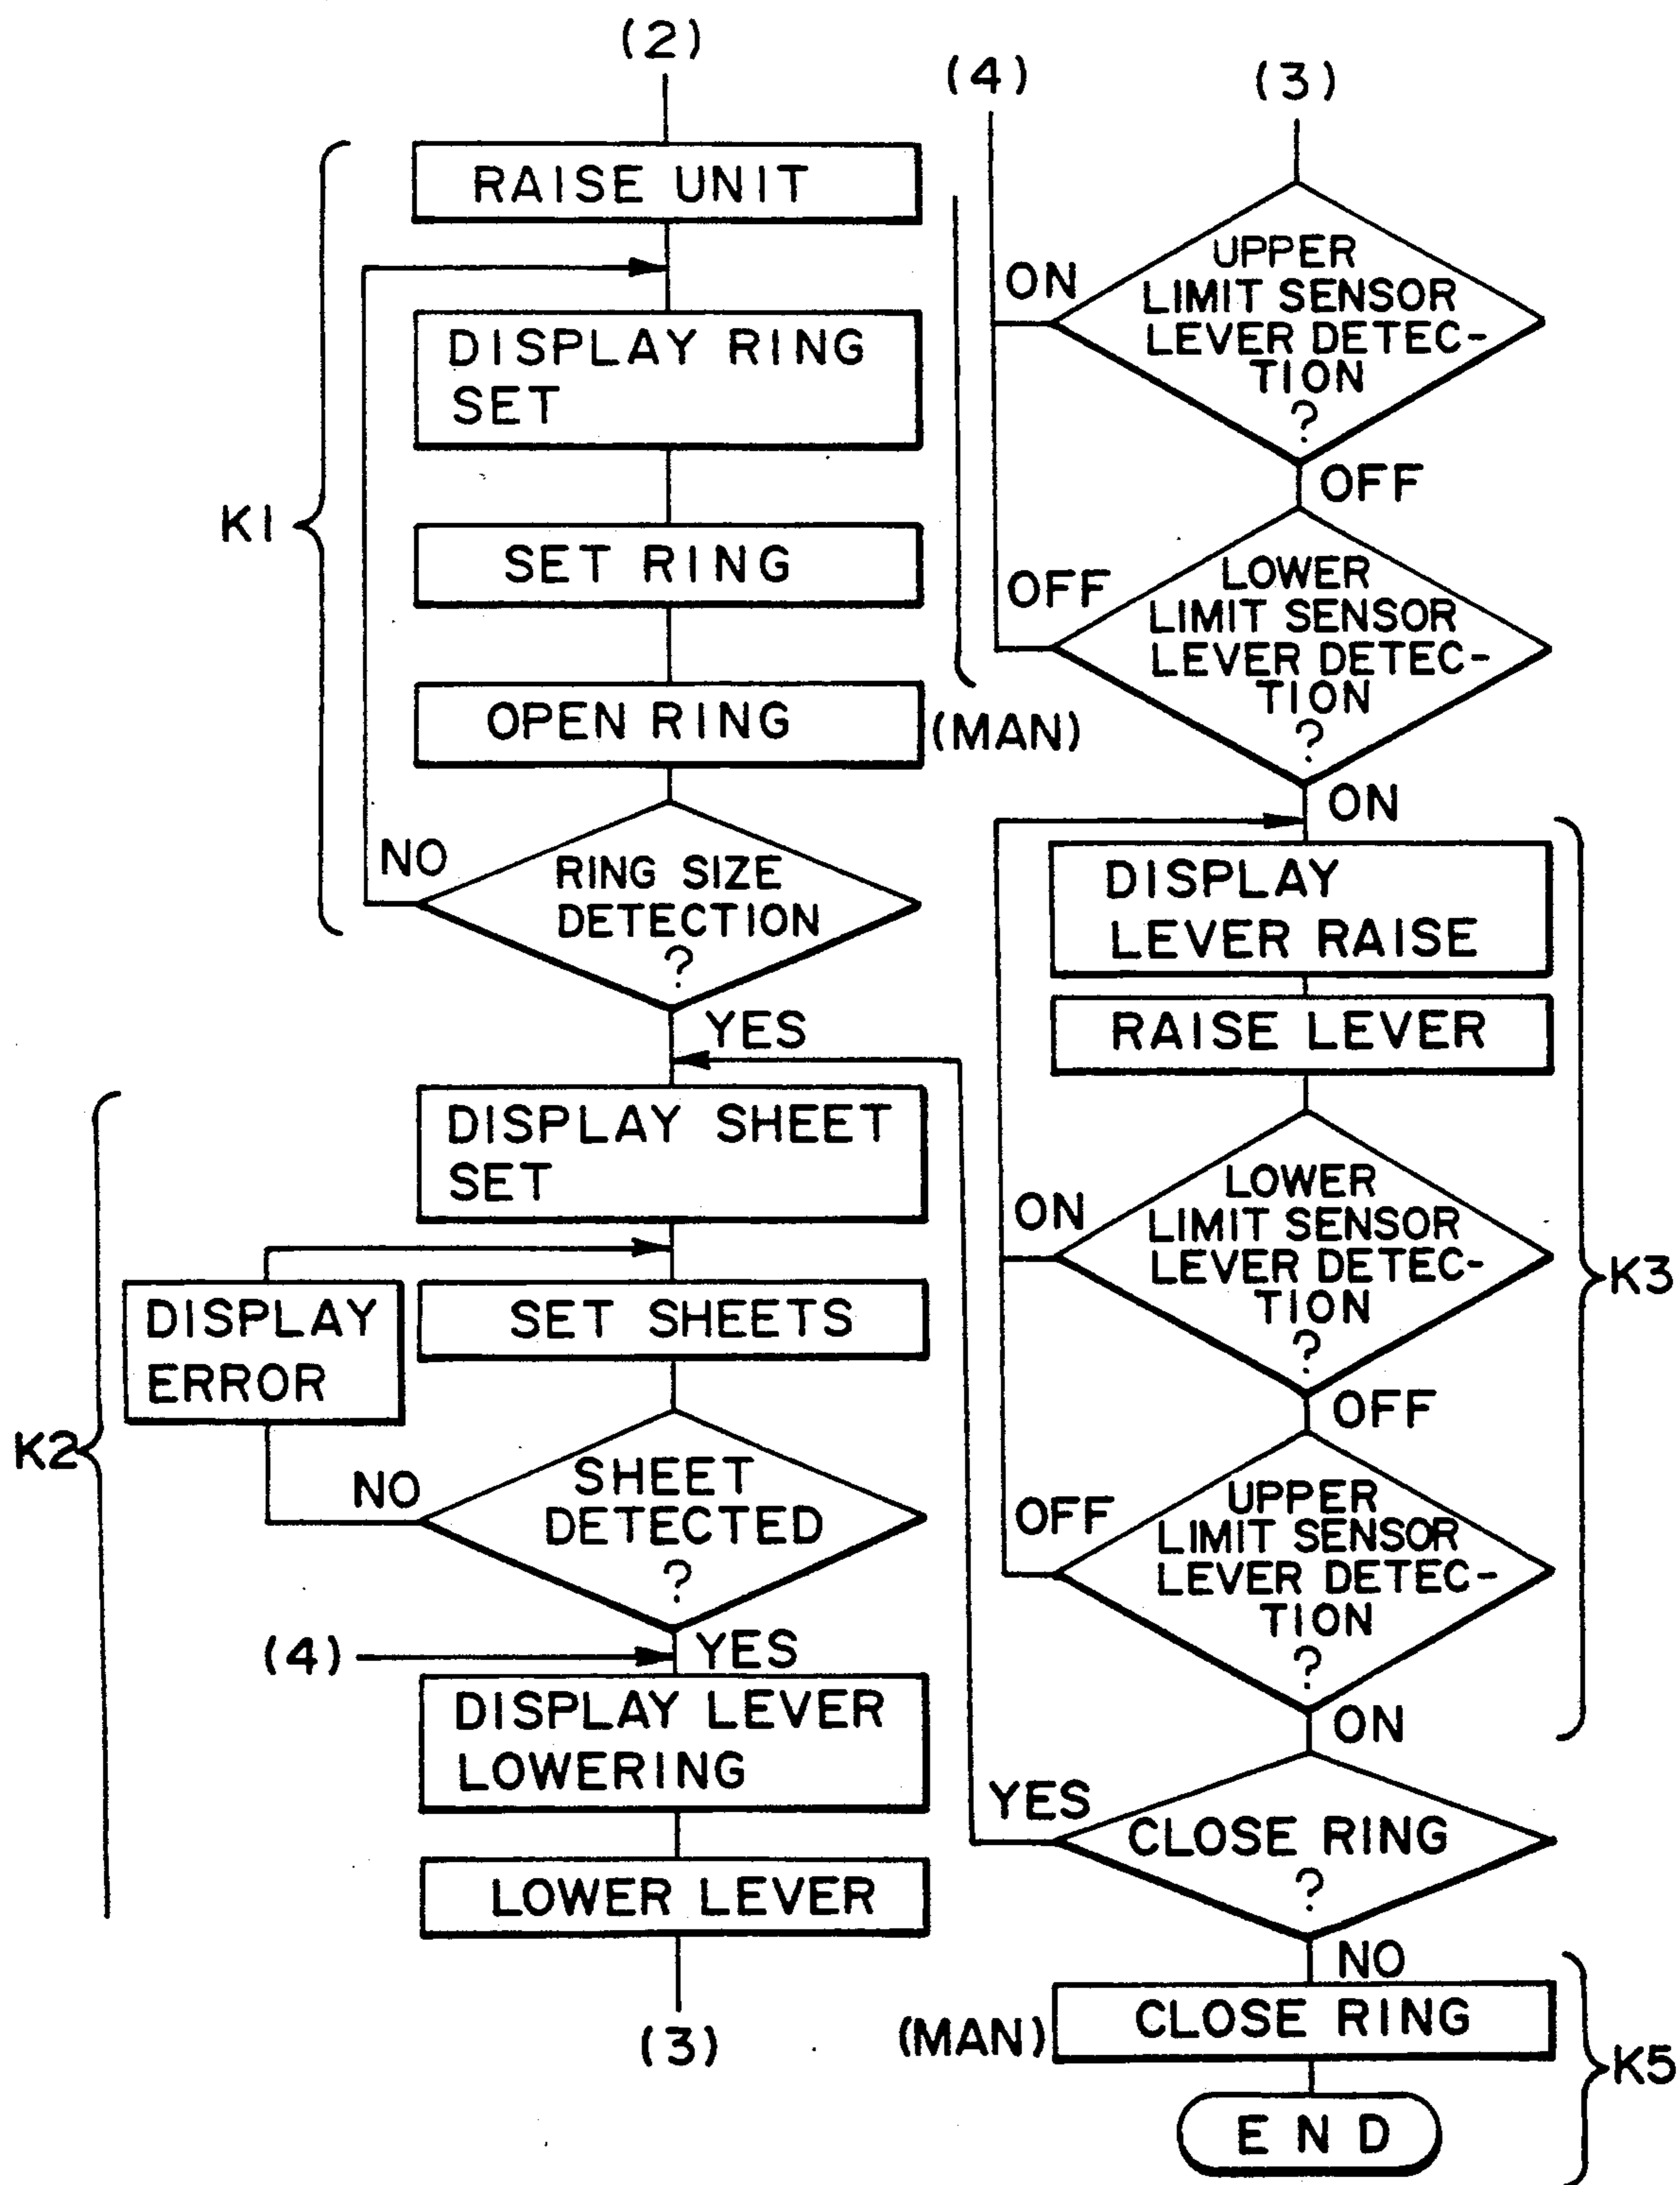 (2)
RAISE UNIT
DISPLAY RING
SET
K1
SET RING
OPEN RING
(MAN)
NO
RING SIZE
DETECTION
?
YES
DISPLAY SHEET
SET
DISPLAY
ERROR
SET SHEETS
K2
NO
SHEET
DETECTED
?
(4)
YES
DISPLAY LEVER
LOWERING
LOWER LEVER
(3)
(4)
(3)
ON
UPPER
LIMIT SENSOR
LEVER DETEC-
TION
?
OFF
OFF
LOWER
LIMIT SENSOR
LEVER DETEC-
TION
?
ON
DISPLAY
LEVER RAISE
RAISE LEVER
ON
LOWER
LIMIT SENSOR
LEVER DETEC-
TION
?
K3
OFF
OFF
UPPER
LIMIT SENSOR
LEVER DETEC-
TION
?
ON
YES
CLOSE RING
?
NO
(MAN)
CLOSE RING
K5
END